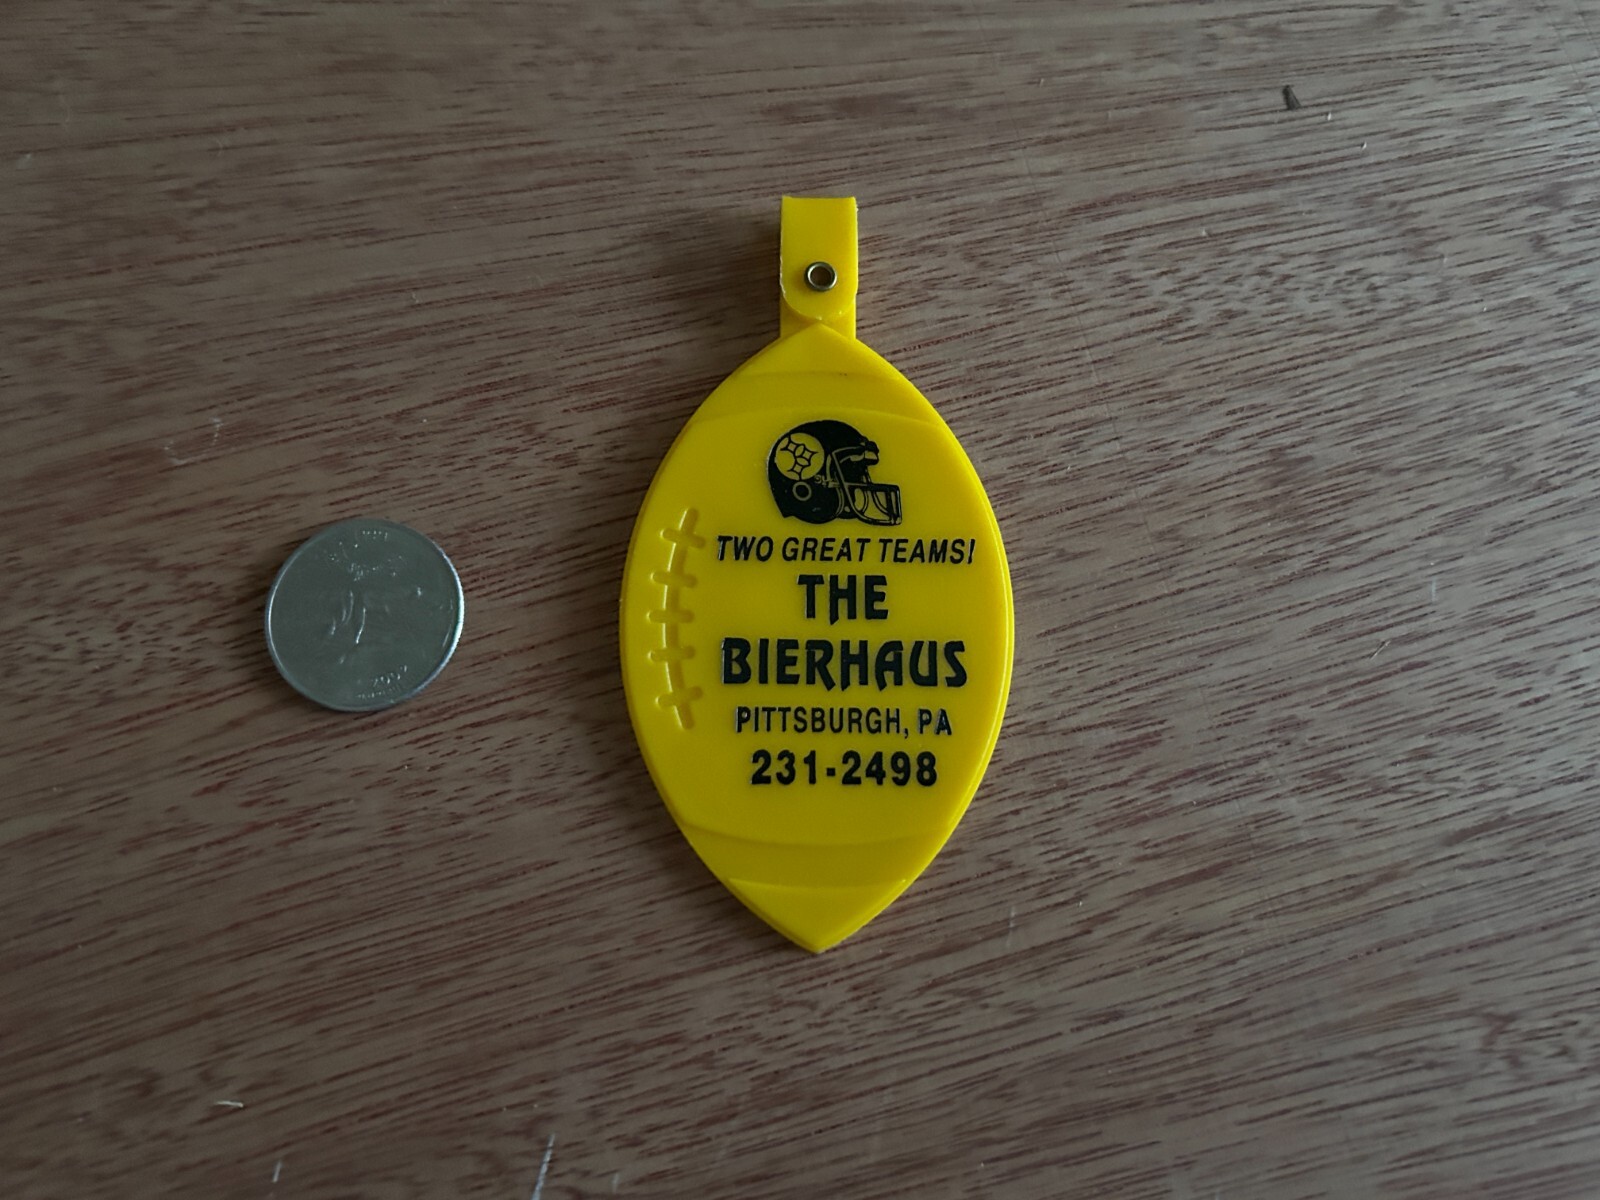 TWO GREAT TEAMS!
THE
BIERHAUS
PITTSBURGH, PA
231-2498